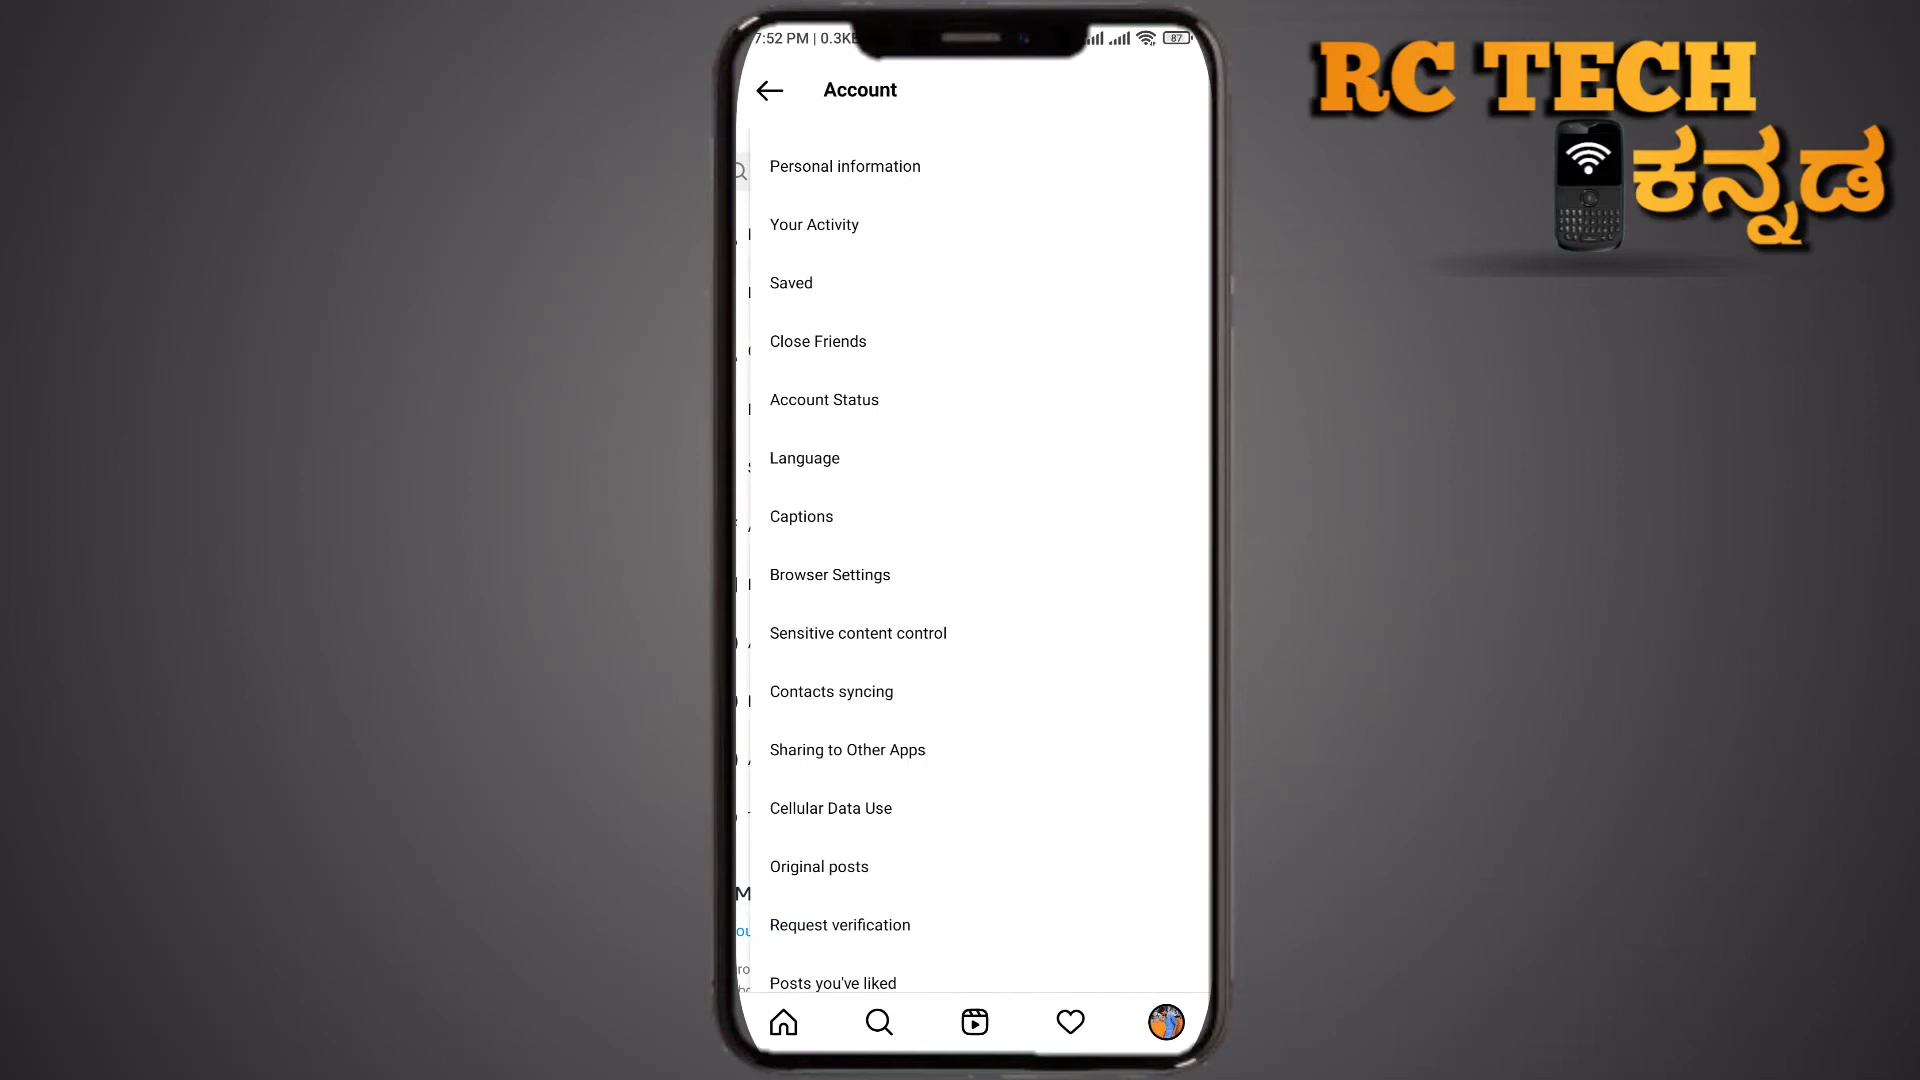 7:52 PM | 0.3KB
87
RC TECH
ಕನ್ನಡ
Account
Personal information
Your Activity
Saved
Close Friends
Account Status
Language
Captions
Browser Settings
Sensitive content control
Contacts syncing
Sharing to Other Apps
Cellular Data Use
Original posts
Request verification
Posts you've liked